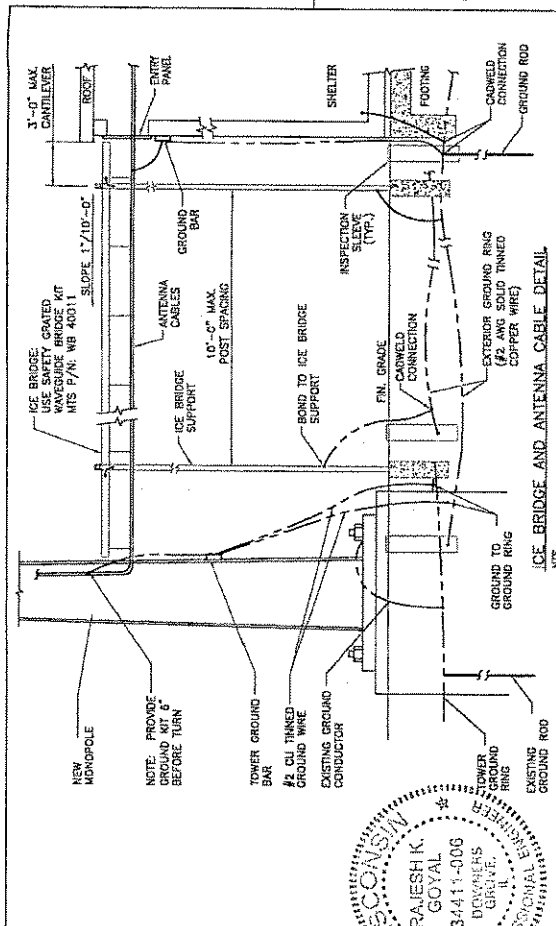 3'-0" MAX.
CANTILEVER
ROOF
ENTRY
PANEL
SHELTER
FOOTING
CADWELD
CONNECTION
GROUND ROD
ICE BRIDGE:
USE SAFETY GRATED
WAVEGUIDE BRIDGE KIT
MTS P/N: WB 40011
SLOPE 1"/10'-0"
GROUND
BAR
INSPECTION
SLEEVE
(TYP.)
ANTENNA
CABLES
10'-0" MAX.
POST SPACING
EXTERIOR GROUND RING
(#2 AWG SOLID TINNED
COPPER WIRE)
ICE BRIDGE
SUPPORT
BOND TO ICE BRIDGE
SUPPORT
FIN. GRADE
CADWELD
CONNECTION
ICE BRIDGE AND ANTENNA CABLE DETAIL
GROUND TO
GROUND RING
NEW
MONOPOLE
NOTE: PROVIDE
GROUND KIT 6"
BEFORE TURN
TOWER GROUND
BAR
#2 CU TINNED
GROUND WIRE
EXISTING GROUND
CONDUCTOR
TOWER
GROUND
RING
EXISTING
GROUND ROD
RAJESH K.
GOYAL
34411-006
DOWNERS
GROVE,
IL